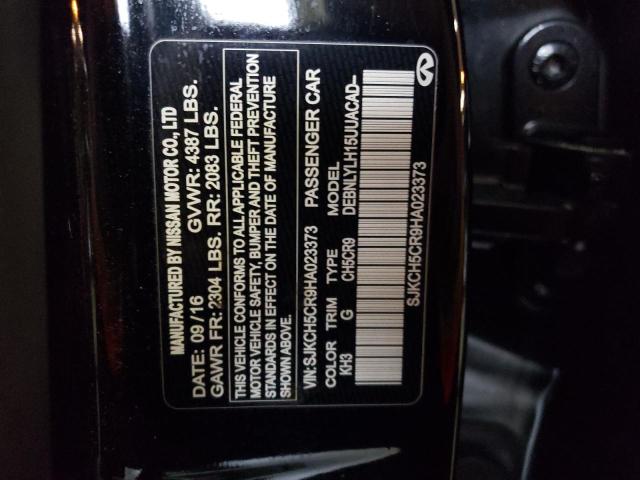 MANUFACTURED BY NISSAN MOTOR CO., LTD
DATE: 09/16 GVWR: 4387 LBS.
GAWR FR: 2304 LBS. RR: 2083 LBS.
THIS VEHICLE CONFORMS TO ALL APPLICABLE FEDERAL
MOTOR VEHICLE SAFETY, BUMPER AND THEFT PREVENTION
STANDARDS IN EFFECT ON THE DATE OF MANUFACTURE
SHOWN ABOVE.
VIN: SJKCH5CR9HA023373 PASSENGER CAR
COLOR TRIM TYPE MODEL
KH3 G CH5CR9 DEBNLYLH15UUACAD-
SJKCH5CR9HA023373